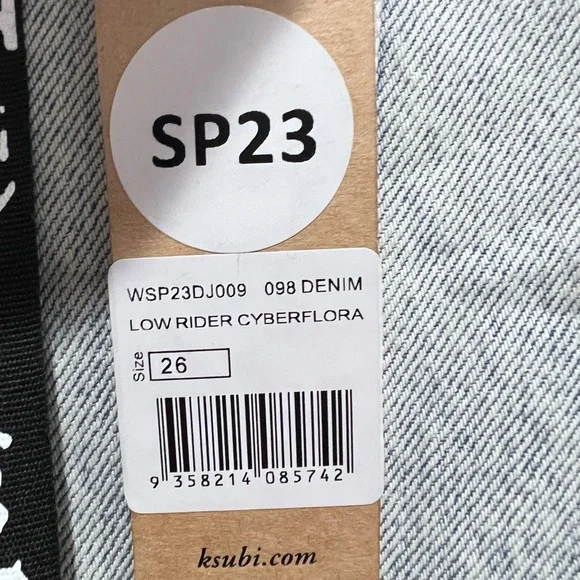 SP23
WSP23DJ009 098 DENIM
LOW RIDER CYBERFLORA
Size 26
9 358214 085742
ksubi.com